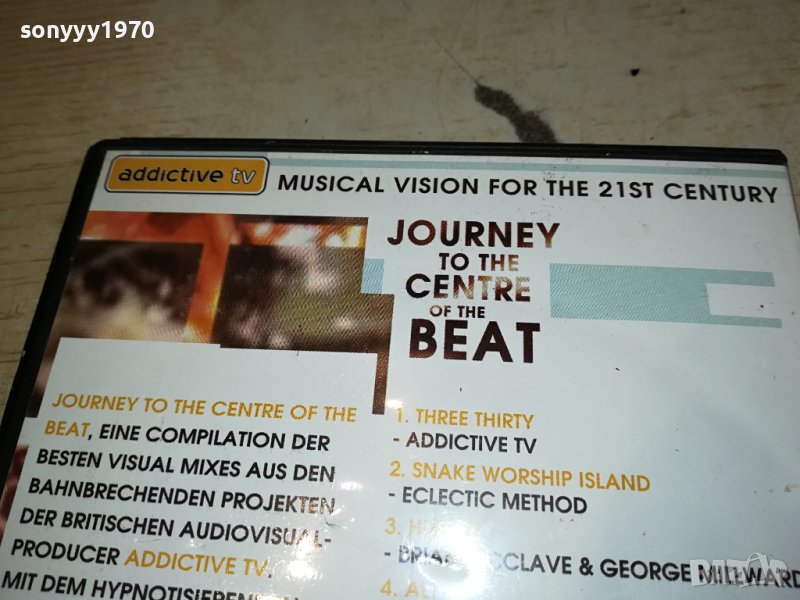 sonyyy1970
addictive tv
MUSICAL VISION FOR THE 21ST CENTURY
JOURNEY
TO THE
CENTRE
OF THE
BEAT
JOURNEY TO THE CENTRE OF THE
BEAT, EINE COMPILATION DER
BESTEN VISUAL MIXES AUS DEN
BAHNBRECHENDEN PROJEKTEN
DER BRITISCHEN AUDIOVISUAL-
PRODUCER ADDICTIVE TV.
MIT DEM
1. THREE THIRTY
- ADDICTIVE TV
2. SNAKE WORSHIP ISLAND
- ECLECTIC METHOD
3.
& GEORGE MILLWARD
4.